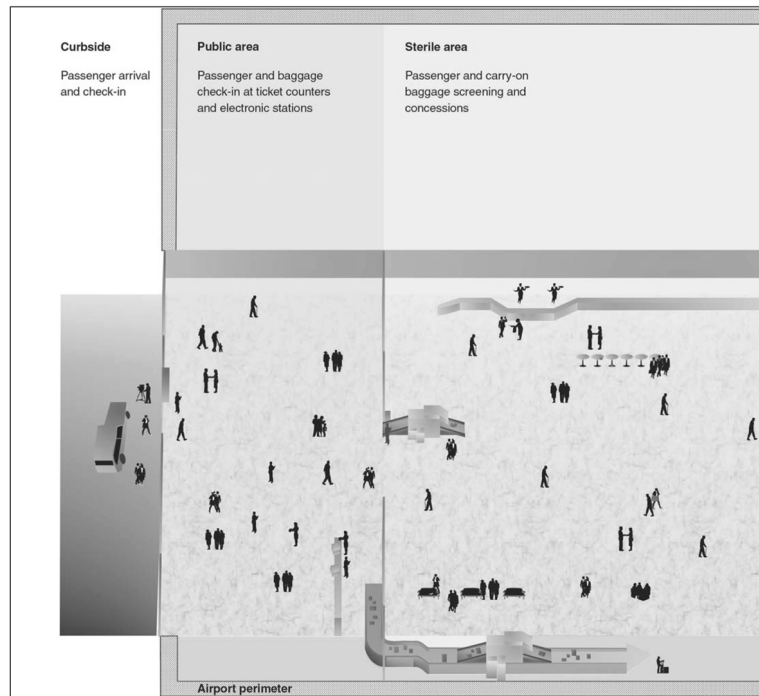 Curbside
Passenger arrival
and check-in
Public area
Passenger and baggage
check-in at ticket counters
and electronic stations
Sterile area
Passenger and carry-on
baggage screening and
concessions
Airport perimeter